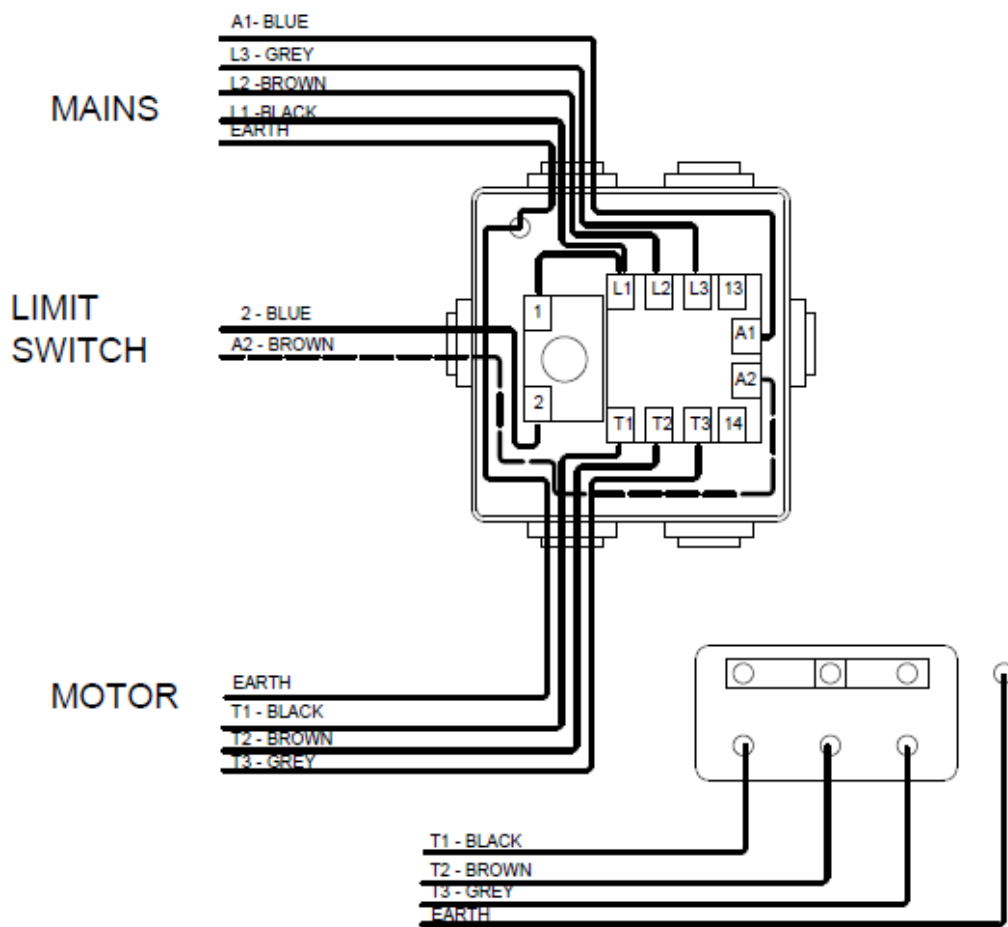 A1- BLUE
L3 - GREY
L2 -BROWN
L1 -BLACK
EARTH
MAINS
L1 L2 L3 13
1
A1
LIMIT
SWITCH
2 - BLUE
A2 - BROWN
A2
2
T1 T2 T3 14
MOTOR
EARTH
T1 - BLACK
T2 - BROWN
T3 - GREY
T1 - BLACK
T2 - BROWN
T3 - GREY
EARTH